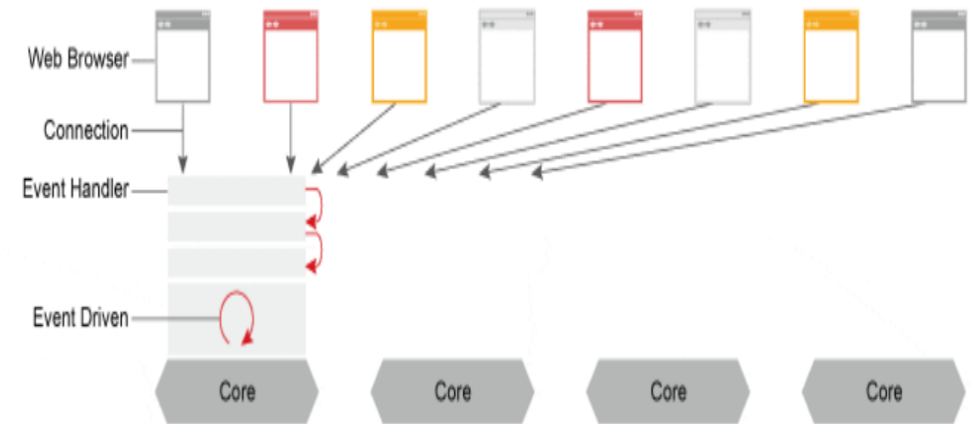 Web Browser
Connection
Event Handler
Event Driven
Core
Core
Core
Core